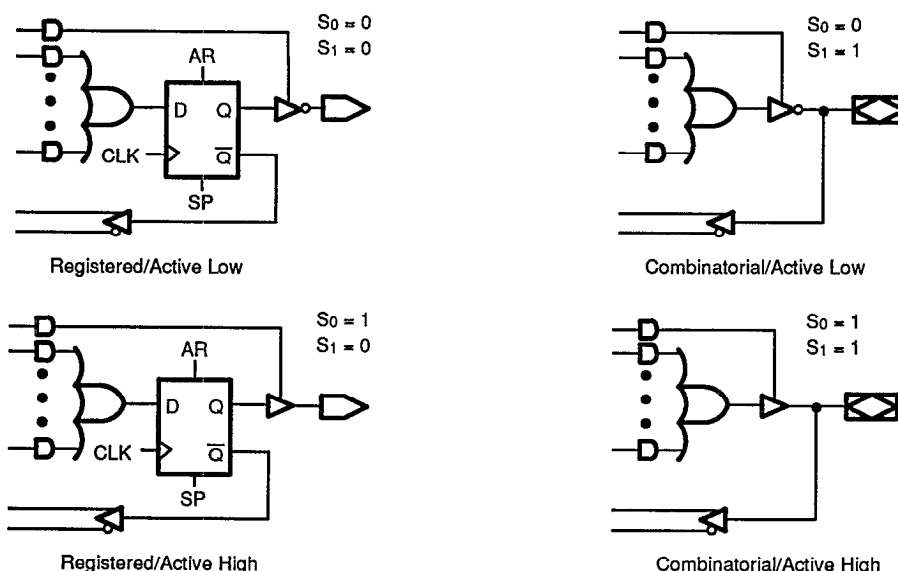 S0 = 0
S1 = 0
AR
D Q
CLK
Q̅
SP
Registered/Active Low
S0 = 0
S1 = 1
Combinatorial/Active Low
S0 = 1
S1 = 0
AR
D Q
CLK
Q̅
SP
Registered/Active High
S0 = 1
S1 = 1
Combinatorial/Active High